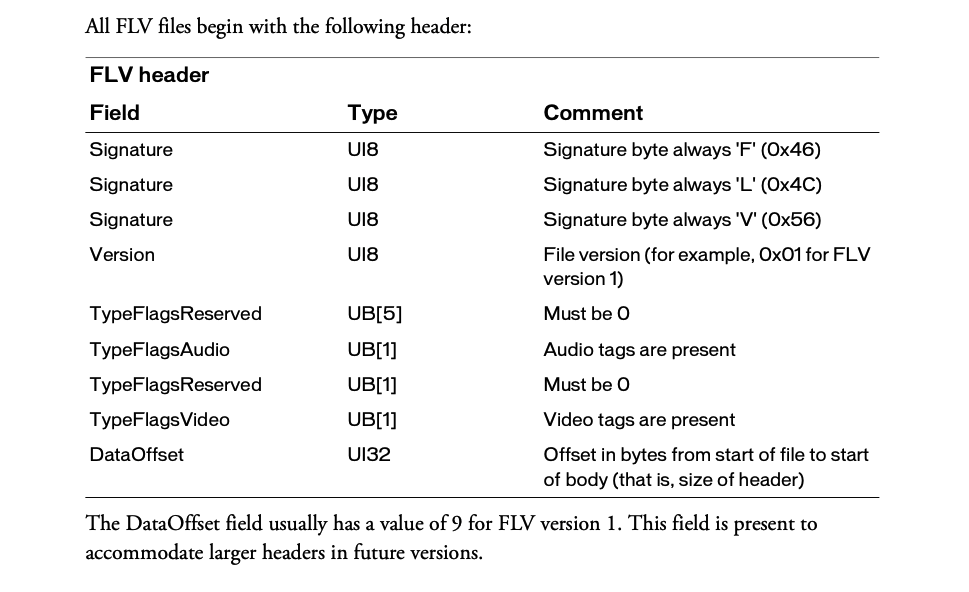 All FLV files begin with the following header:
FLV header
Field Type Comment
Signature UI8 Signature byte always 'F' (0x46)
Signature UI8 Signature byte always 'L' (0x4C)
Signature UI8 Signature byte always 'V' (0x56)
Version UI8 File version (for example, 0x01 for FLV
version 1)
TypeFlagsReserved UB[5] Must be 0
TypeFlagsAudio UB[1] Audio tags are present
TypeFlagsReserved UB[1] Must be 0
TypeFlagsVideo UB[1] Video tags are present
DataOffset UI32 Offset in bytes from start of file to start
of body (that is, size of header)
The DataOffset field usually has a value of 9 for FLV version 1. This field is present to
accommodate larger headers in future versions.